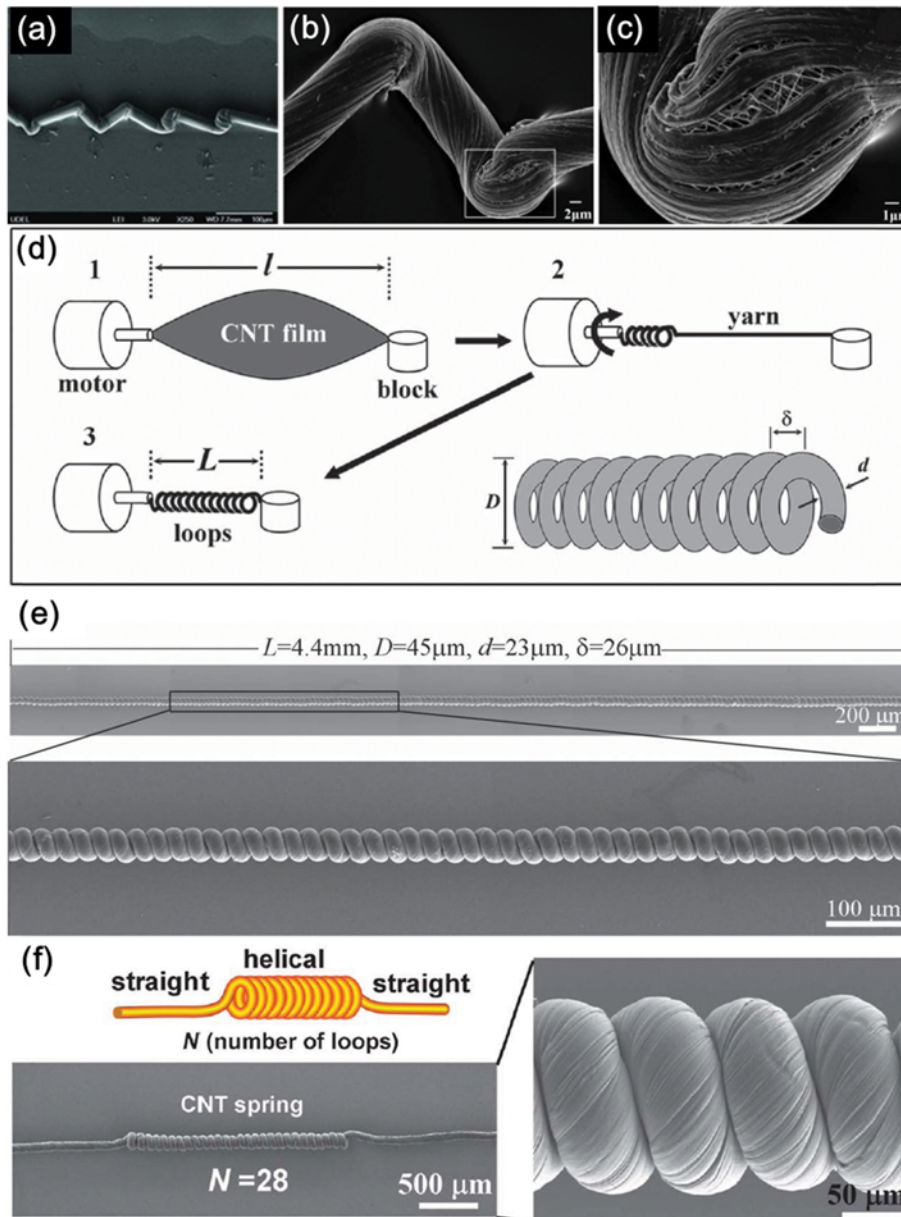 (a)
UDEL LEI 3.0kV X250 WD 7.7mm 100μm
(b)
2μm
(c)
1μm
(d)
1
l
CNT film
motor
block
2
yarn
3
L
loops
δ
d
D
(e)
L=4.4mm, D=45μm, d=23μm, δ=26μm
200 μm
100 μm
(f)
helical
straight
straight
N (number of loops)
CNT spring
N =28
500 μm
50 μm